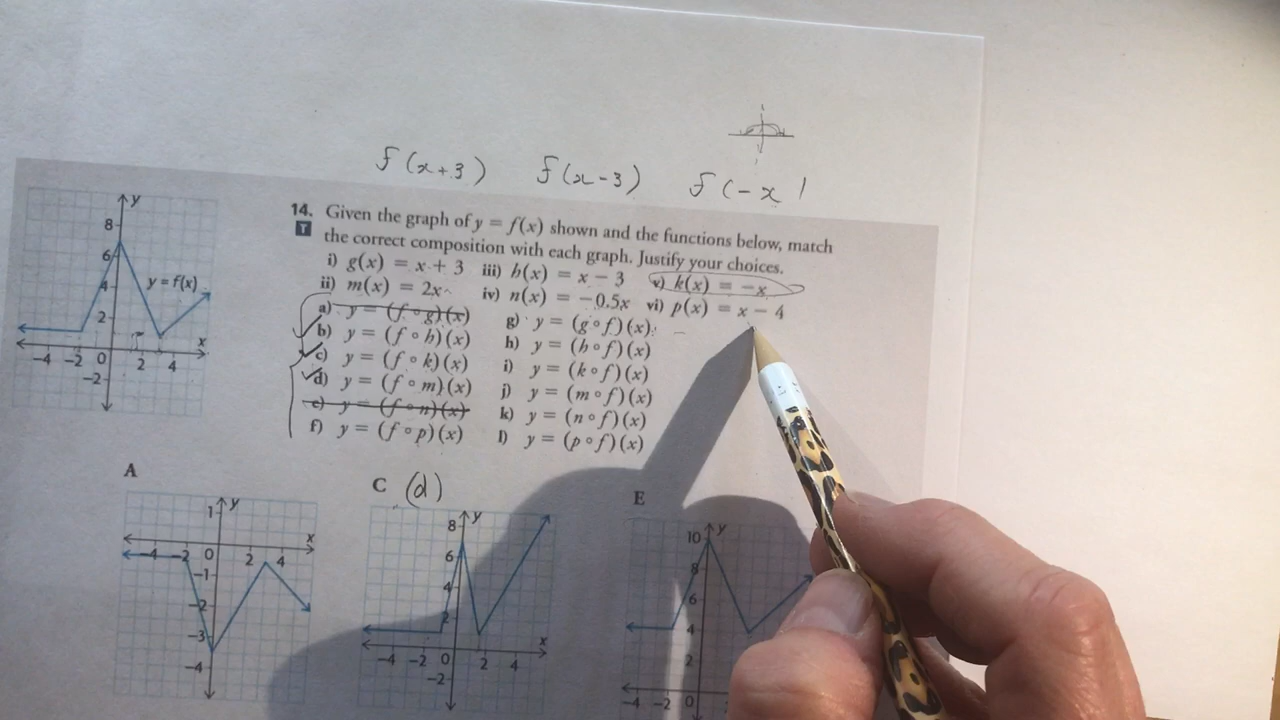 f(x+3) f(x-3) f(-x)
14. Given the graph of y = f(x) shown and the functions below, match
T the correct composition with each graph. Justify your choices.
i) g(x) = x + 3 iii) h(x) = x − 3 v) k(x) = −x
ii) m(x) = 2x iv) n(x) = −0.5x vi) p(x) = x − 4
a) y = (f∘g)(x) g) y = (g∘f)(x)
b) y = (f∘h)(x) h) y = (h∘f)(x)
c) y = (f∘k)(x) i) y = (k∘f)(x)
d) y = (f∘m)(x) j) y = (m∘f)(x)
e) y = (f∘n)(x) k) y = (n∘f)(x)
f) y = (f∘p)(x) l) y = (p∘f)(x)
y
8
6
4
2
y = f(x)
x
-4 -2 0 2 4
-2
A
1 y
x
-4 -2 0 2 4
-1
-2
-3
-4
C (d)
8 y
6
4
2
x
-4 -2 0 2 4
-2
E
10 y
8
6
4
2
-4 -2 0